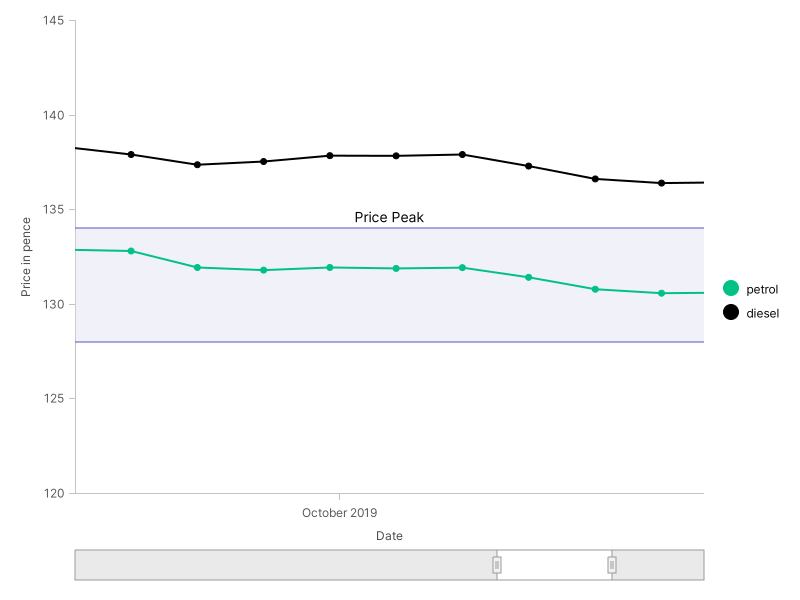 145
140
135
130
125
120
Price in pence
Price Peak
October 2019
Date
petrol
diesel